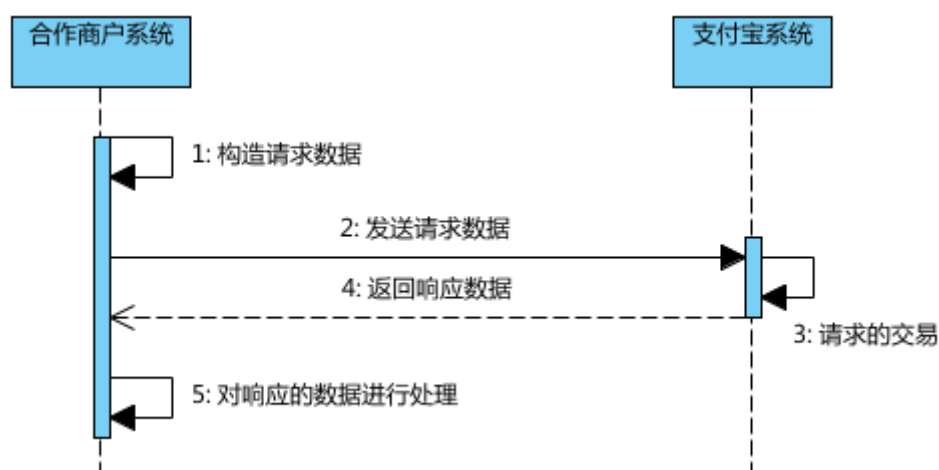 合作商户系统
支付宝系统
1: 构造请求数据
2: 发送请求数据
4: 返回响应数据
3: 请求的交易
5: 对响应的数据进行处理